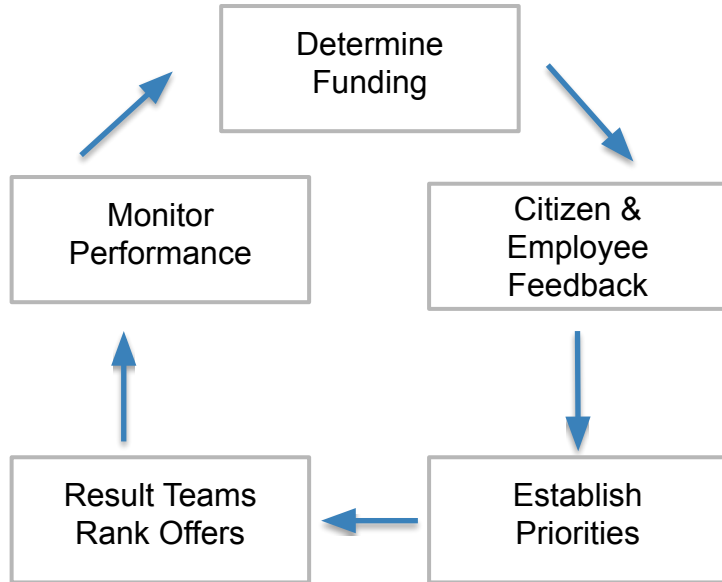 Determine
Funding
Citizen &
Employee
Feedback
Establish
Priorities
Result Teams
Rank Offers
Monitor
Performance